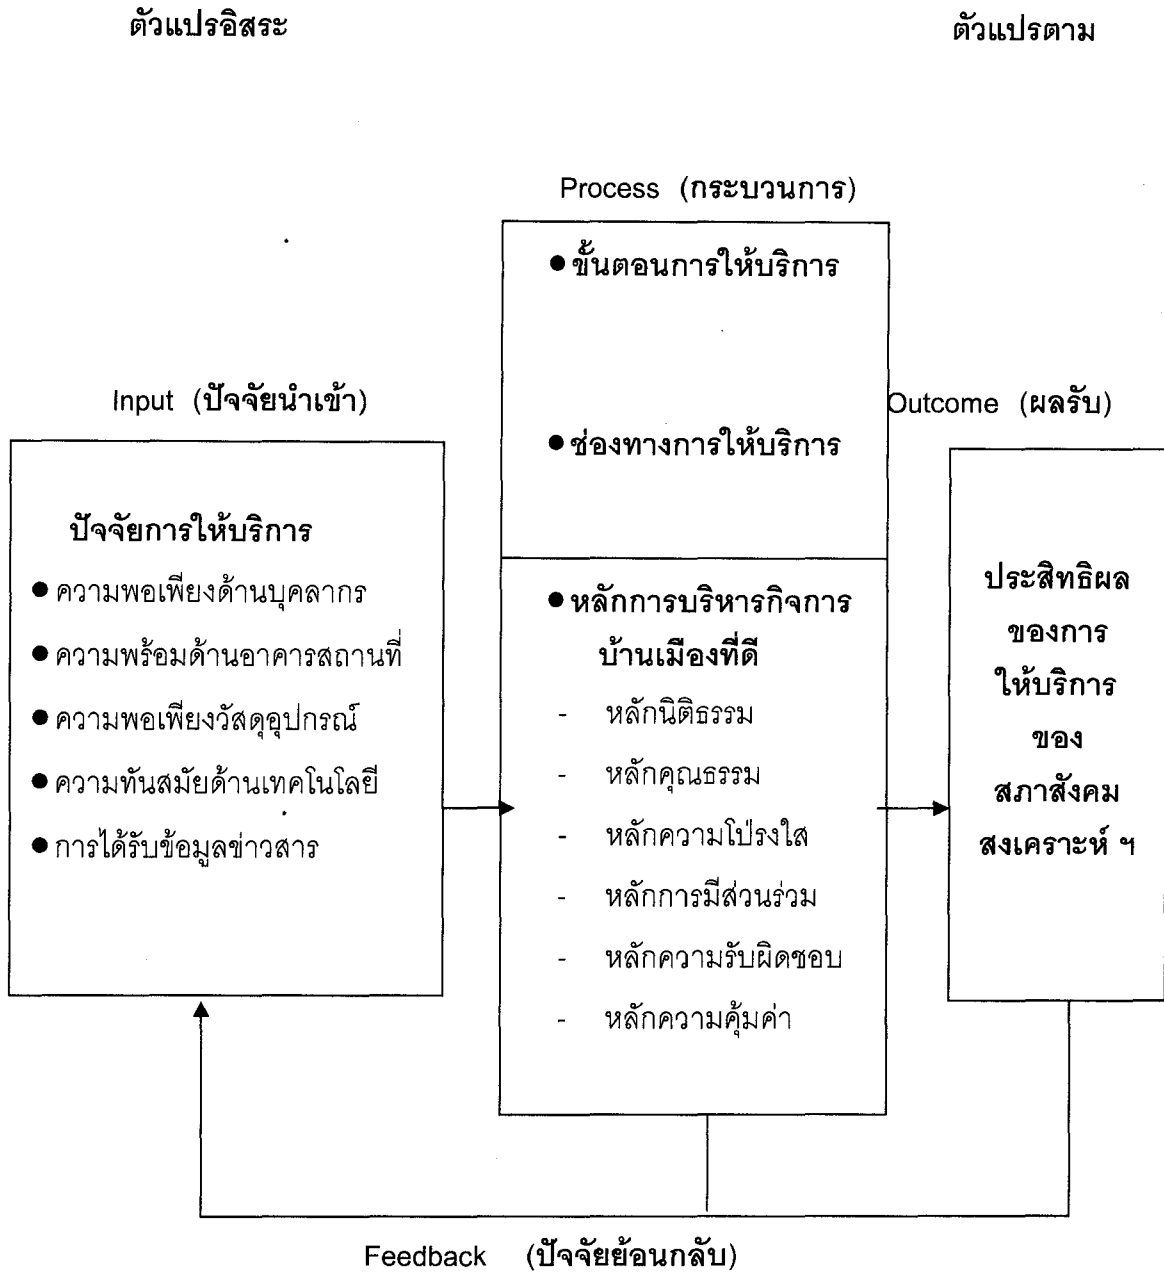 ตัวแปรอิสระ
ตัวแปรตาม
Process (กระบวนการ)
● ขั้นตอนการให้บริการ
● ช่องทางการให้บริการ
Input (ปัจจัยนำเข้า)
Outcome (ผลรับ)
ปัจจัยการให้บริการ
● ความพอเพียงด้านบุคลากร
● ความพร้อมด้านอาคารสถานที่
● ความพอเพียงวัสดุอุปกรณ์
● ความทันสมัยด้านเทคโนโลยี
● การได้รับข้อมูลข่าวสาร
● หลักการบริหารกิจการ
บ้านเมืองที่ดี
- หลักนิติธรรม
- หลักคุณธรรม
- หลักความโปร่งใส
- หลักการมีส่วนร่วม
- หลักความรับผิดชอบ
- หลักความคุ้มค่า
ประสิทธิผล
ของการ
ให้บริการ
ของ
สภาสังคม
สงเคราะห์ ฯ
Feedback (ปัจจัยย้อนกลับ)